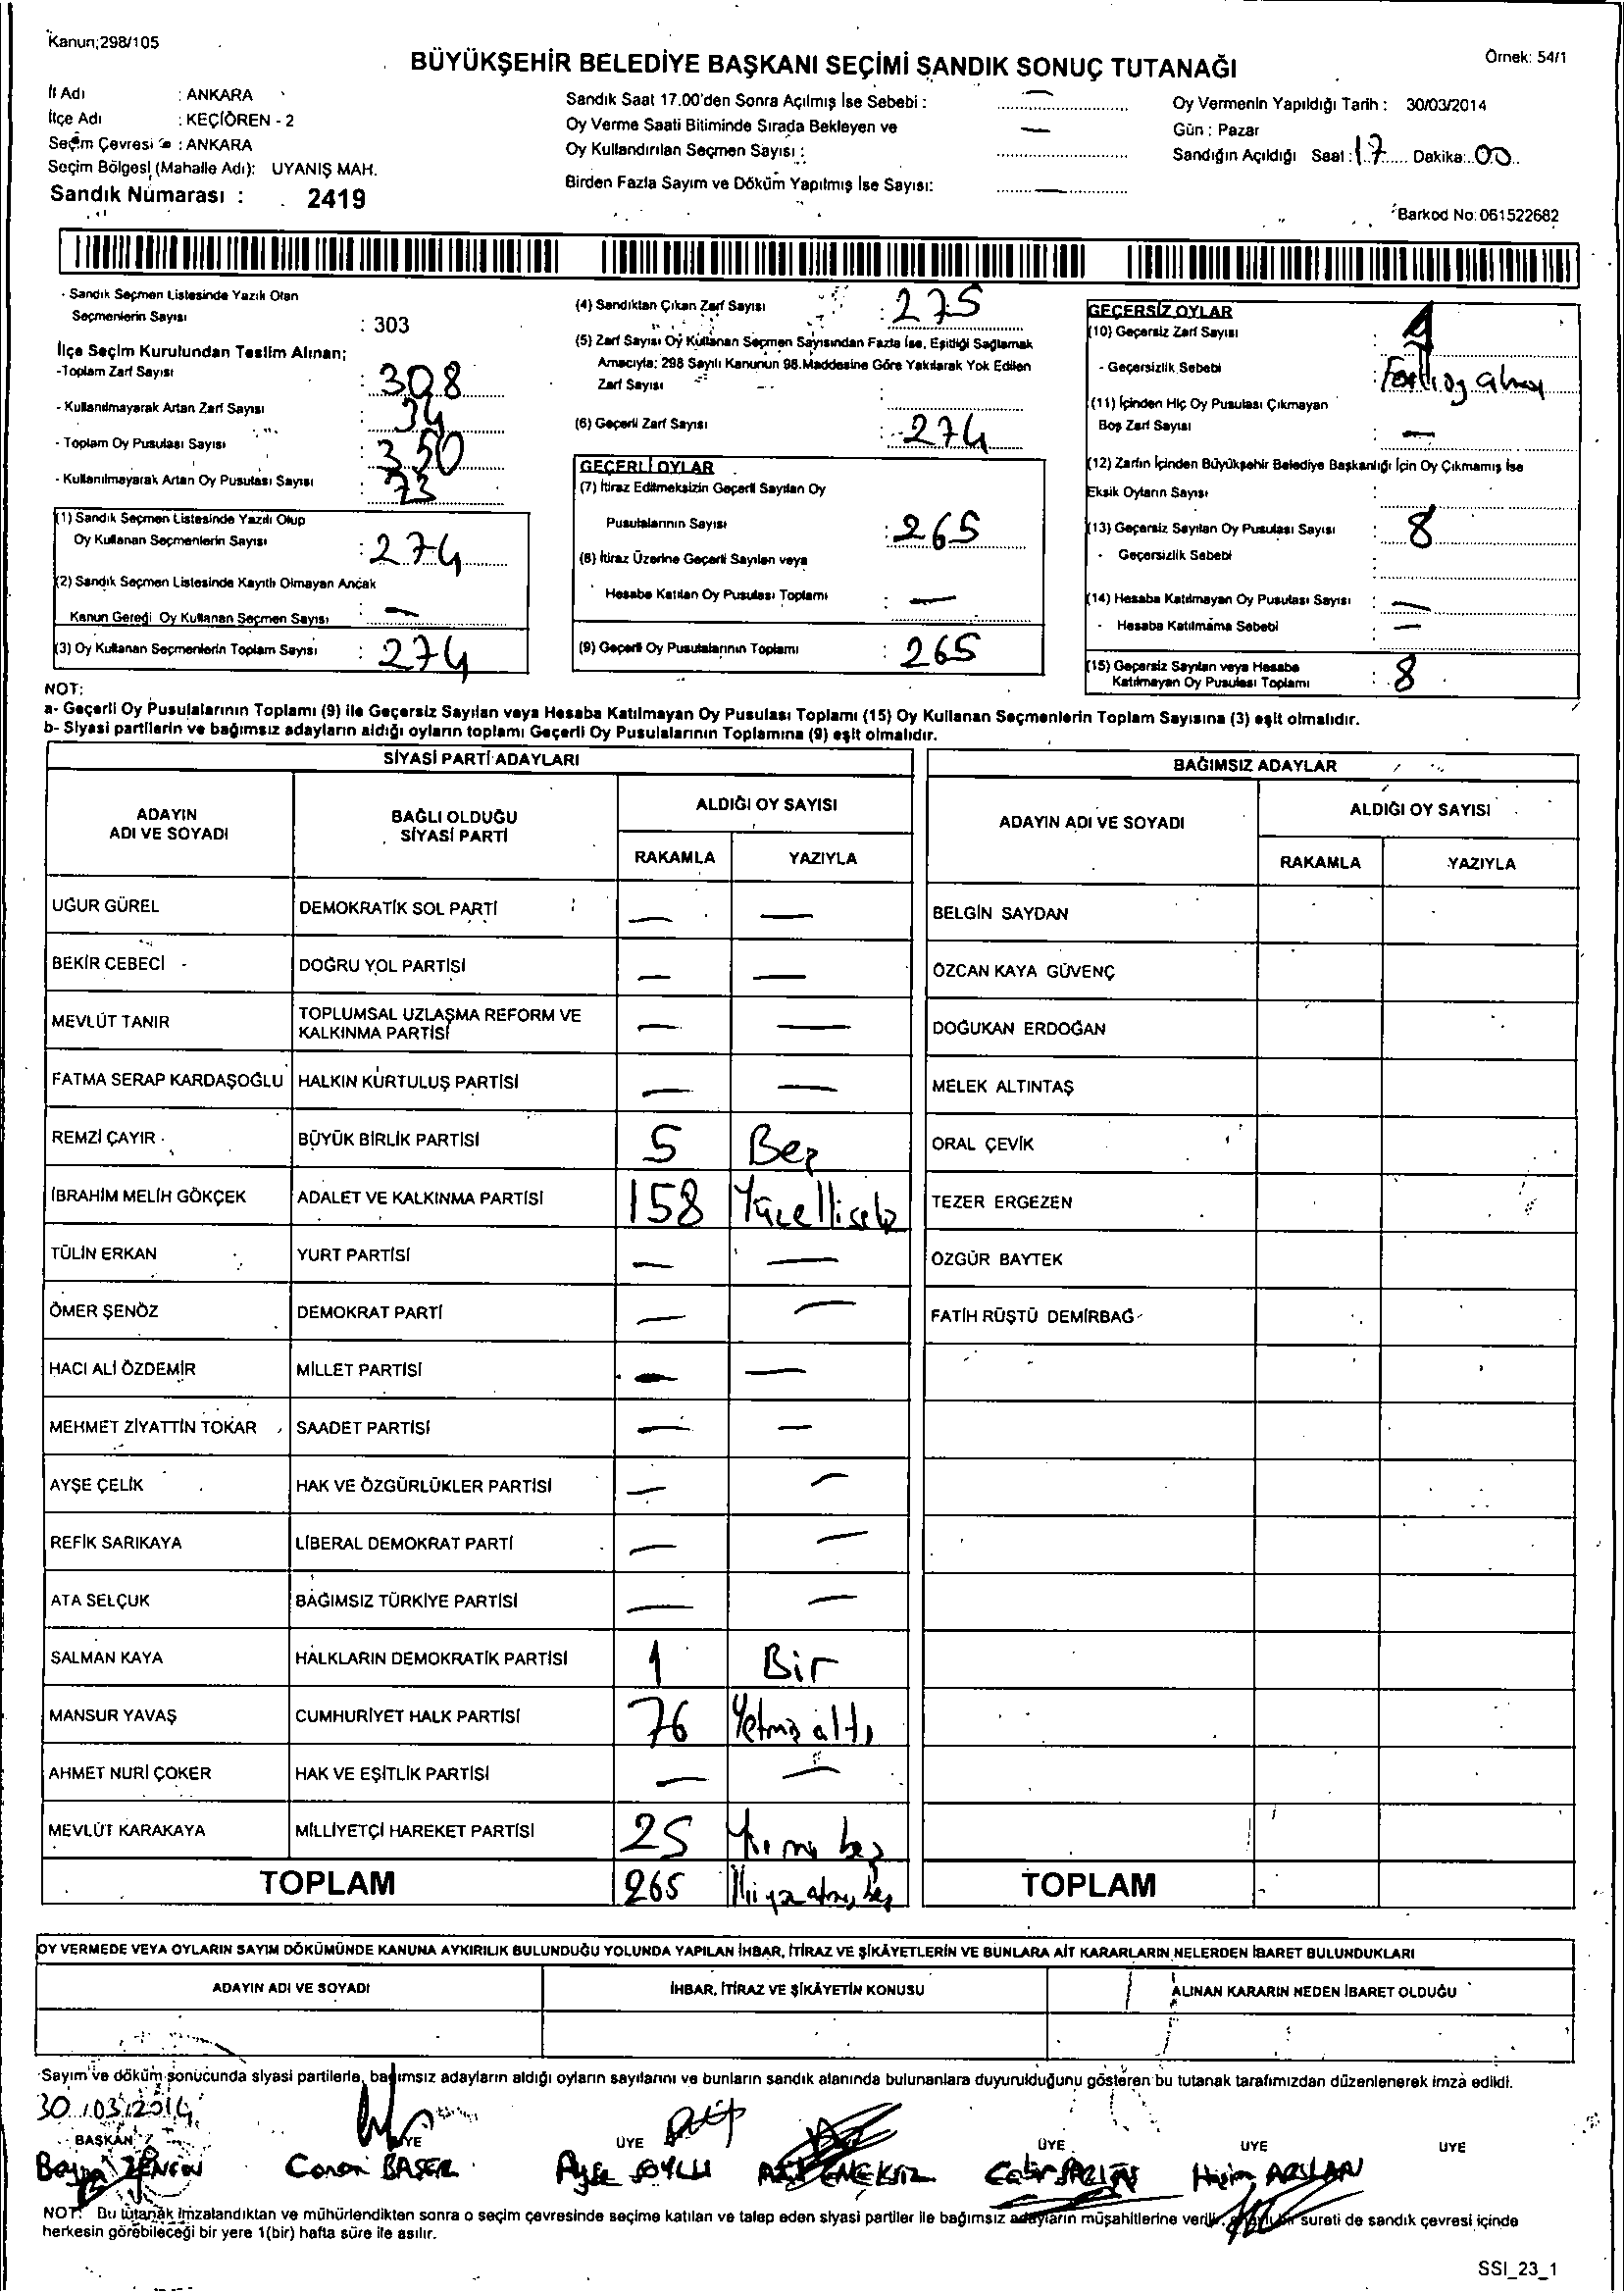 Kanun;298/105
BÜYÜKŞEHİR BELEDİYE BAŞKANI SEÇİMİ SANDIK SONUÇ TUTANAĞI
Örnek: 54/1
İl Adı : ANKARA
İlçe Adı : KEÇİÖREN - 2
Seçim Çevresi : ANKARA
Seçim Bölgesi (Mahalle Adı): UYANIŞ MAH.
Sandık Numarası : 2419
Sandık Saat 17.00'den Sonra Açılmış İse Sebebi : —
Oy Verme Saati Bitiminde Sırada Bekleyen ve
Oy Kullandırılan Seçmen Sayısı : —
Birden Fazla Sayım ve Döküm Yapılmış İse Sayısı: —
Oy Vermenin Yapıldığı Tarih : 30/03/2014
Gün : Pazar
Sandığın Açıldığı Saat : 17 Dakika: 00
Barkod No: 061522682
- Sandık Seçmen Listesinde Yazılı Olan
Seçmenlerin Sayısı : 303
İlçe Seçim Kurulundan Teslim Alınan;
-Toplam Zarf Sayısı : 308
- Kullanılmayarak Artan Zarf Sayısı : 34
- Toplam Oy Pusulası Sayısı : 350
- Kullanılmayarak Artan Oy Pusulası Sayısı : 73
(1) Sandık Seçmen Listesinde Yazılı Olup
Oy Kullanan Seçmenlerin Sayısı : 274
(2) Sandık Seçmen Listesinde Kayıtlı Olmayan Ancak
Kanun Gereği Oy Kullanan Seçmen Sayısı : —
(3) Oy Kullanan Seçmenlerin Toplam Sayısı : 274
(4) Sandıktan Çıkan Zarf Sayısı : 275
(5) Zarf Sayısı Oy Kullanan Seçmen Sayısından Fazla İse, Eşitliği Sağlamak
Amacıyla; 298 Sayılı Kanunun 98.Maddesine Göre Yakılarak Yok Edilen
Zarf Sayısı
(6) Geçerli Zarf Sayısı : 274
GEÇERLİ OYLAR
(7) İtiraz Edilmeksizin Geçerli Sayılan Oy
Pusulalarının Sayısı : 265
(8) İtiraz Üzerine Geçerli Sayılan veya
Hesaba Katılan Oy Pusulası Toplamı : —
(9) Geçerli Oy Pusulalarının Toplamı : 265
GEÇERSİZ OYLAR
(10) Geçersiz Zarf Sayısı : 1
- Geçersizlik Sebebi :
(11) İçinden Hiç Oy Pusulası Çıkmayan
Boş Zarf Sayısı : —
(12) Zarfın İçinden Büyükşehir Belediye Başkanlığı İçin Oy Çıkmamış İse
Eksik Oyların Sayısı :
(13) Geçersiz Sayılan Oy Pusulası Sayısı : 8
- Geçersizlik Sebebi :
(14) Hesaba Katılmayan Oy Pusulası Sayısı : —
- Hesaba Katılmama Sebebi : —
(15) Geçersiz Sayılan veya Hesaba
Katılmayan Oy Pusulası Toplamı : 8
NOT:
a- Geçerli Oy Pusulalarının Toplamı (9) ile Geçersiz Sayılan veya Hesaba Katılmayan Oy Pusulası Toplamı (15) Oy Kullanan Seçmenlerin Toplam Sayısına (3) eşit olmalıdır.
b- Siyasi partilerin ve bağımsız adayların aldığı oyların toplamı Geçerli Oy Pusulalarının Toplamına (9) eşit olmalıdır.
SİYASİ PARTİ ADAYLARI
ADAYIN ADI VE SOYADI
BAĞLI OLDUĞU SİYASİ PARTİ
ALDIĞI OY SAYISI
RAKAMLA YAZIYLA
UĞUR GÜREL DEMOKRATİK SOL PARTİ — —
BEKİR CEBECİ DOĞRU YOL PARTİSİ — —
MEVLÜT TANIR TOPLUMSAL UZLAŞMA REFORM VE KALKINMA PARTİSİ — —
FATMA SERAP KARDAŞOĞLU HALKIN KURTULUŞ PARTİSİ — —
REMZİ ÇAYIR BÜYÜK BİRLİK PARTİSİ 5 Beş
İBRAHİM MELİH GÖKÇEK ADALET VE KALKINMA PARTİSİ 158 Yüzellisekiz
TÜLİN ERKAN YURT PARTİSİ — —
ÖMER ŞENÖZ DEMOKRAT PARTİ — —
HACI ALİ ÖZDEMİR MİLLET PARTİSİ — —
MEHMET ZİYATTİN TOKAR SAADET PARTİSİ — —
AYŞE ÇELİK HAK VE ÖZGÜRLÜKLER PARTİSİ — —
REFİK SARIKAYA LİBERAL DEMOKRAT PARTİ — —
ATA SELÇUK BAĞIMSIZ TÜRKİYE PARTİSİ — —
SALMAN KAYA HALKLARIN DEMOKRATİK PARTİSİ 1 Bir
MANSUR YAVAŞ CUMHURİYET HALK PARTİSİ 76 Yetmiş altı
AHMET NURİ ÇOKER HAK VE EŞİTLİK PARTİSİ — —
MEVLÜT KARAKAYA MİLLİYETÇİ HAREKET PARTİSİ 25 Yirmi beş
TOPLAM 265 İkiyüz altmış beş
BAĞIMSIZ ADAYLAR
ADAYIN ADI VE SOYADI
ALDIĞI OY SAYISI
RAKAMLA YAZIYLA
BELGİN SAYDAN
ÖZCAN KAYA GÜVENÇ
DOĞUKAN ERDOĞAN
MELEK ALTINTAŞ
ORAL ÇEVİK
TEZER ERGEZEN
ÖZGÜR BAYTEK
FATİH RÜŞTÜ DEMİRBAĞ
TOPLAM
OY VERMEDE VEYA OYLARIN SAYIM DÖKÜMÜNDE KANUNA AYKIRILIK BULUNDUĞU YOLUNDA YAPILAN İHBAR, İTİRAZ VE ŞİKÂYETLERİN VE BUNLARA AİT KARARLARIN NELERDEN İBARET BULUNDUKLARI
ADAYIN ADI VE SOYADI İHBAR, İTİRAZ VE ŞİKÂYETİN KONUSU ALINAN KARARIN NEDEN İBARET OLDUĞU
Sayım ve döküm sonucunda siyasi partilerle, bağımsız adayların aldığı oyların sayılarını ve bunların sandık alanında bulunanlara duyurulduğunu gösteren bu tutanak tarafımızdan düzenlenerek imza edildi.
30/03/2014
BAŞKAN ÜYE ÜYE ÜYE ÜYE ÜYE
BAŞER Ayşe SOYLU ARSLAN
NOT: Bu tutanak imzalandıktan ve mühürlendikten sonra o seçim çevresinde seçime katılan ve talep eden siyasi partiler ile bağımsız adayların müşahitlerine verilir, sureti de sandık çevresi içinde
herkesin görebileceği bir yere 1(bir) hafta süre ile asılır.
SSI_23_1